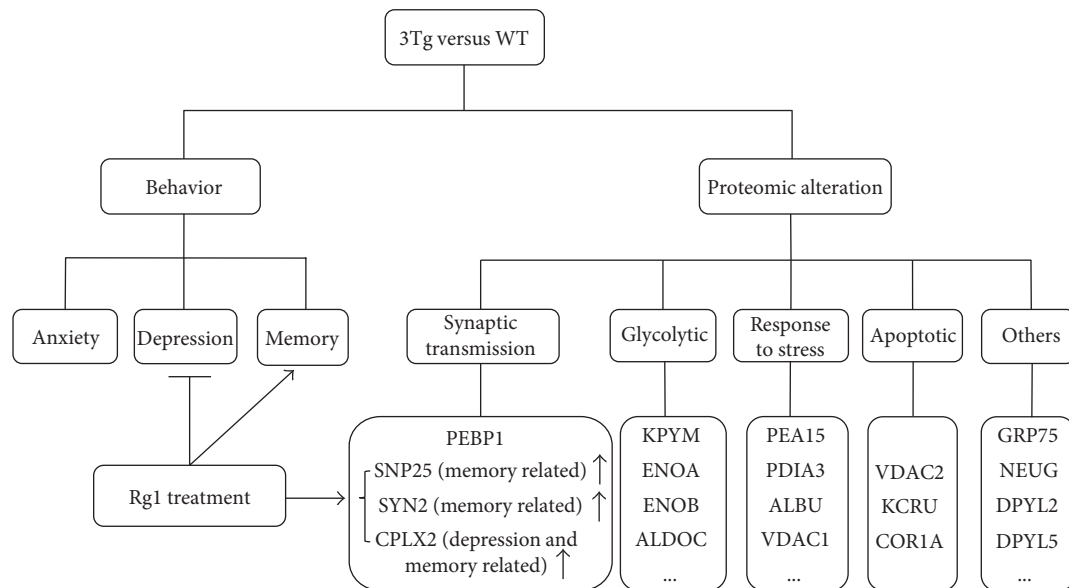 3Tg versus WT
Behavior
Proteomic alteration
Anxiety
Depression
Memory
Synaptic
transmission
Glycolytic
Response
to stress
Apoptotic
Others
Rg1 treatment
PEBP1
SNP25 (memory related) ↑
SYN2 (memory related) ↑
CPLX2 (depression and
memory related) ↑
KPYM
ENOA
ENOB
ALDOC
...
PEA15
PDIA3
ALBU
VDAC1
...
VDAC2
KCRU
COR1A
GRP75
NEUG
DPYL2
DPYL5
...